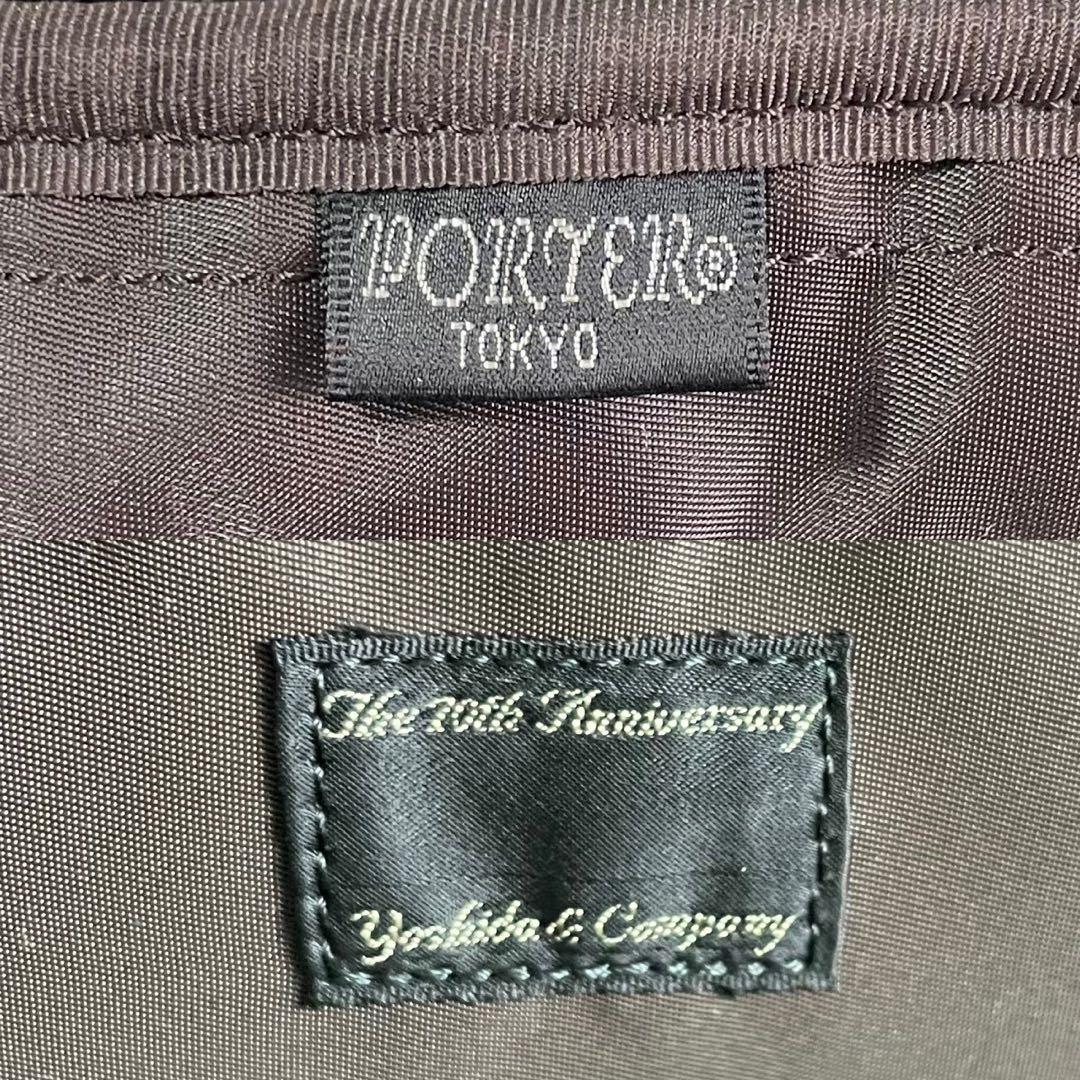 PORTER®
TOKYO
The 70th Anniversary
Yoshida & Company